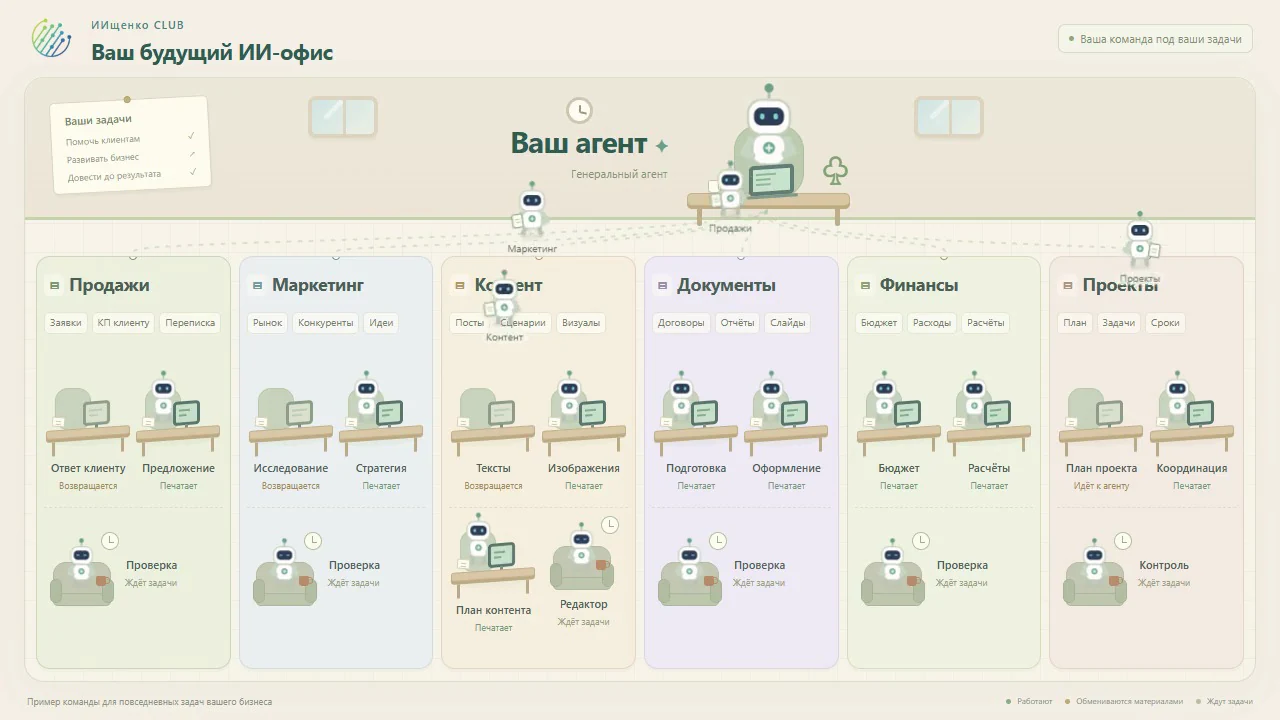 ИИщенко CLUB
Ваш будущий ИИ-офис
Ваша команда под ваши задачи
Ваши задачи
Помочь клиентам ✓
Развивать бизнес
Довести до результата ✓
Ваш агент
Генеральный агент
Продажи
Маркетинг
Проекты
Продажи
Заявки КП клиенту Переписка
Ответ клиенту Предложение
Возвращается Печатает
Проверка
Ждёт задачи
Маркетинг
Рынок Конкуренты Идеи
Исследование Стратегия
Возвращается Печатает
Проверка
Ждёт задачи
Контент
Посты Сценарии Визуалы
Контент
Тексты Изображения
Возвращается Печатает
План контента Редактор
Печатает Ждёт задачи
Документы
Договоры Отчёты Слайды
Подготовка Оформление
Печатает Печатает
Проверка
Ждёт задачи
Финансы
Бюджет Расходы Расчёты
Бюджет Расчёты
Печатает Печатает
Проверка
Ждёт задачи
Проекты
План Задачи Сроки
План проекта Координация
Идёт к агенту Печатает
Контроль
Ждёт задачи
Пример команды для повседневных задач вашего бизнеса
Работают Обмениваются материалами Ждут задачи